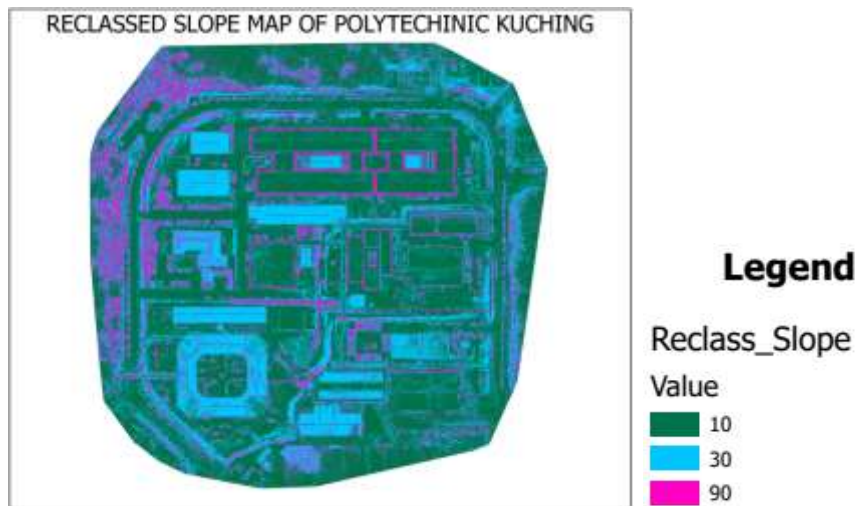 RECLASSED SLOPE MAP OF POLYTECHINIC KUCHING
Legend
Reclass_Slope
Value
10
30
90